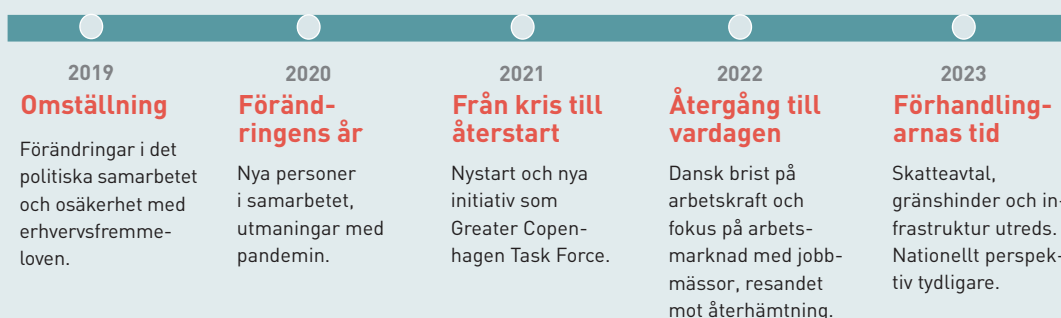 2019
Omställning
Förändringar i det
politiska samarbetet
och osäkerhet med
erhvervsfremme-
loven.
2020
Föränd-
ringens år
Nya personer
i samarbetet,
utmaningar med
pandemin.
2021
Från kris till
återstart
Nystart och nya
initiativ som
Greater Copen-
hagen Task Force.
2022
Återgång till
vardagen
Dansk brist på
arbetskraft och
fokus på arbets-
marknad med jobb-
mässor, resandet
mot återhämtning.
2023
Förhandling-
arnas tid
Skatteavtal,
gränshinder och in-
frastruktur utreds.
Nationellt perspek-
tiv tydligare.